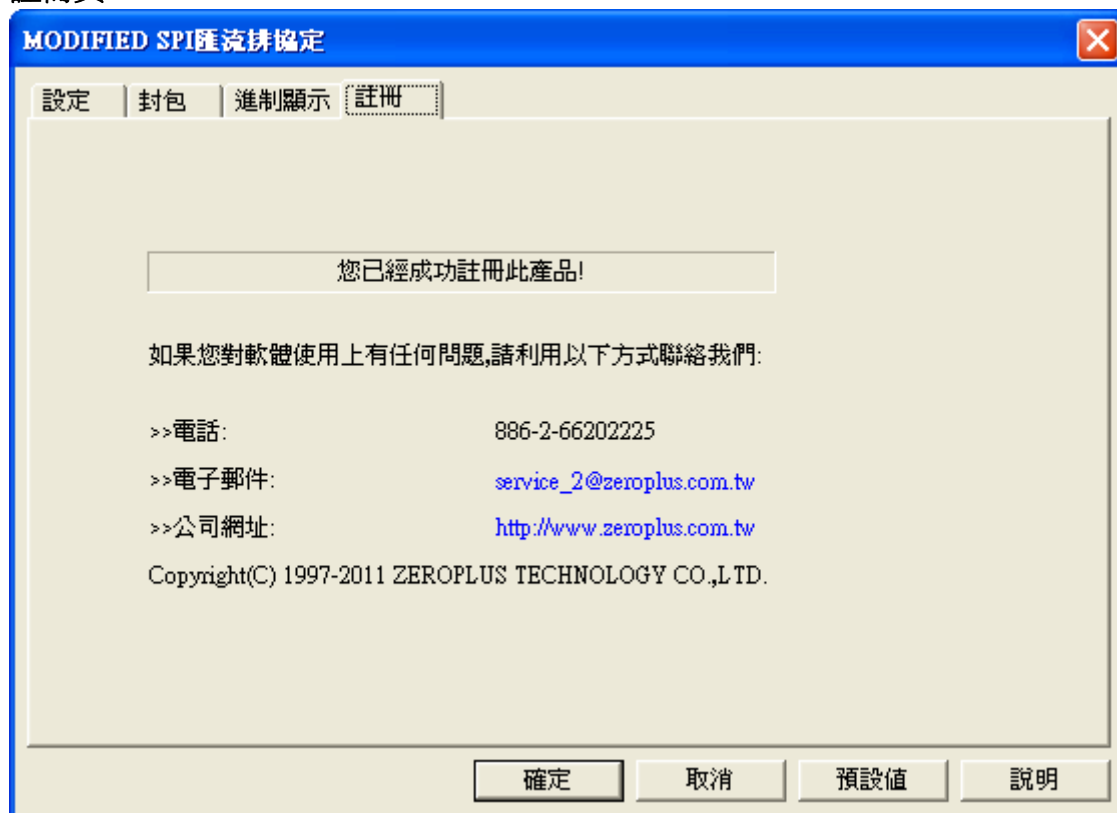 MODIFIED SPI匯流排協定
設定 封包 進制顯示 註冊
您已經成功註冊此產品!
如果您對軟體使用上有任何問題,請利用以下方式聯絡我們:
>>電話: 886-2-66202225
>>電子郵件: service_2@zeroplus.com.tw
>>公司網址: http://www.zeroplus.com.tw
Copyright(C) 1997-2011 ZEROPLUS TECHNOLOGY CO.,LTD.
確定 取消 預設值 說明